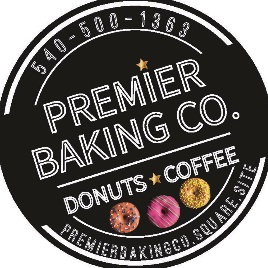 540-500-1363
PREMIER
BAKING CO.
DONUTS COFFEE
PREMIERBAKINGCO.SQUARE.SITE